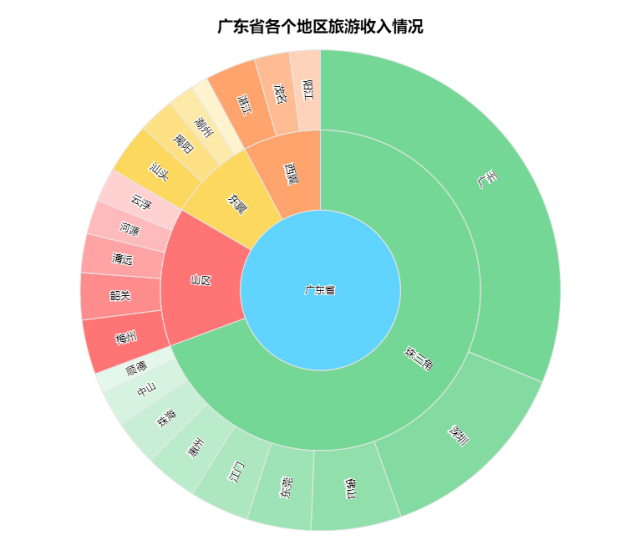 广东省各个地区旅游收入情况
阳江
茂名
湛江
潮州
揭阳
汕头
云浮
河源
清远
韶关
梅州
顺德
中山
珠海
惠州
江门
东莞
佛山
深圳
广州
西翼
东翼
山区
珠三角
广东省